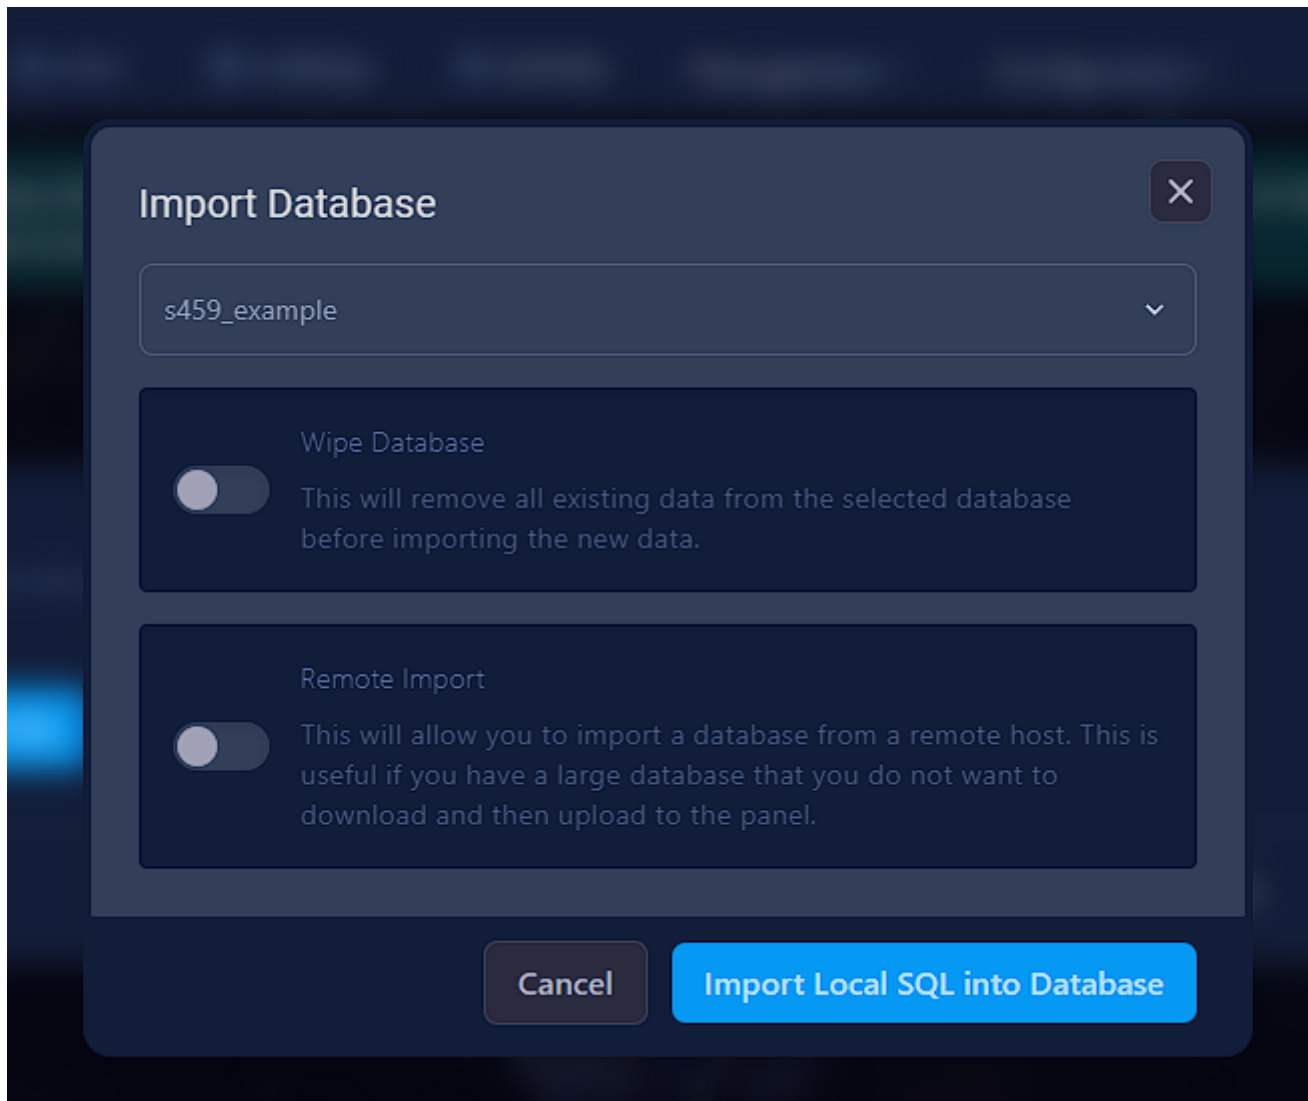 Import Database
s459_example
Wipe Database
This will remove all existing data from the selected database
before importing the new data.
Remote Import
This will allow you to import a database from a remote host. This is
useful if you have a large database that you do not want to
download and then upload to the panel.
Cancel
Import Local SQL into Database